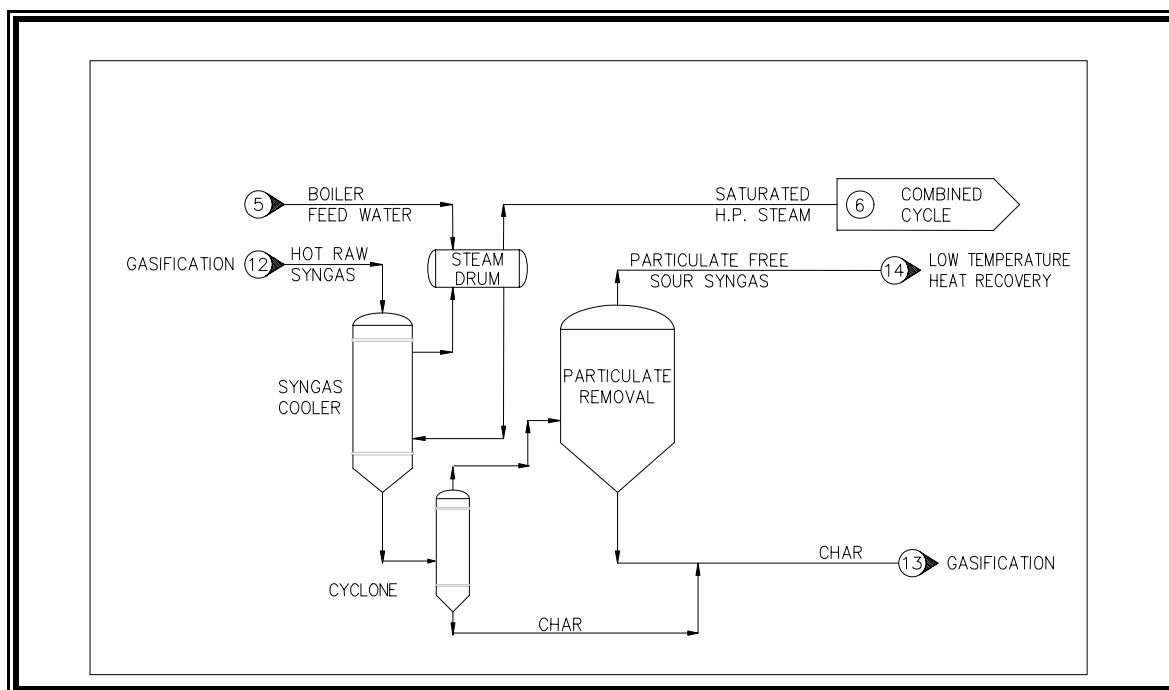 5
BOILER
FEED WATER
SATURATED
H.P. STEAM
6
COMBINED
CYCLE
GASIFICATION
12
HOT RAW
SYNGAS
STEAM
DRUM
PARTICULATE FREE
SOUR SYNGAS
14
LOW TEMPERATURE
HEAT RECOVERY
SYNGAS
COOLER
PARTICULATE
REMOVAL
CYCLONE
CHAR
13
GASIFICATION
CHAR